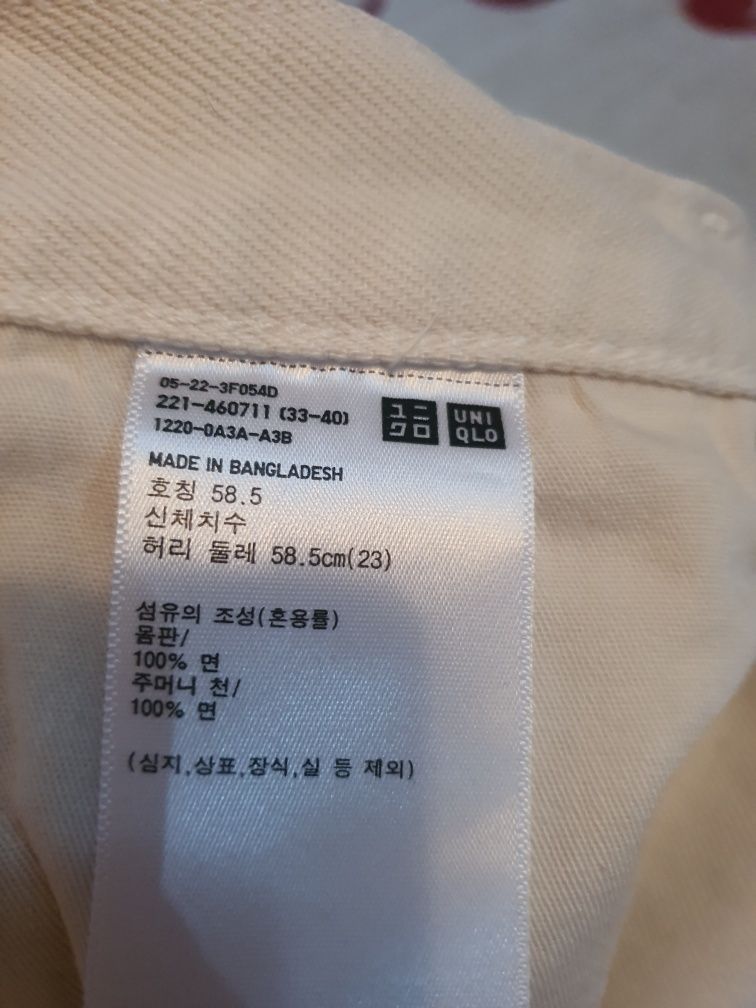 05-22-3F054D
221-460711 (33-40)
1220-0A3A-A3B
ユニ
クロ
UNI
QLO
MADE IN BANGLADESH
호칭 58.5
신체치수
허리 둘레 58.5cm(23)
섬유의 조성(혼용률)
몸판/
100% 면
주머니 천/
100% 면
(심지,상표,장식,실 등 제외)